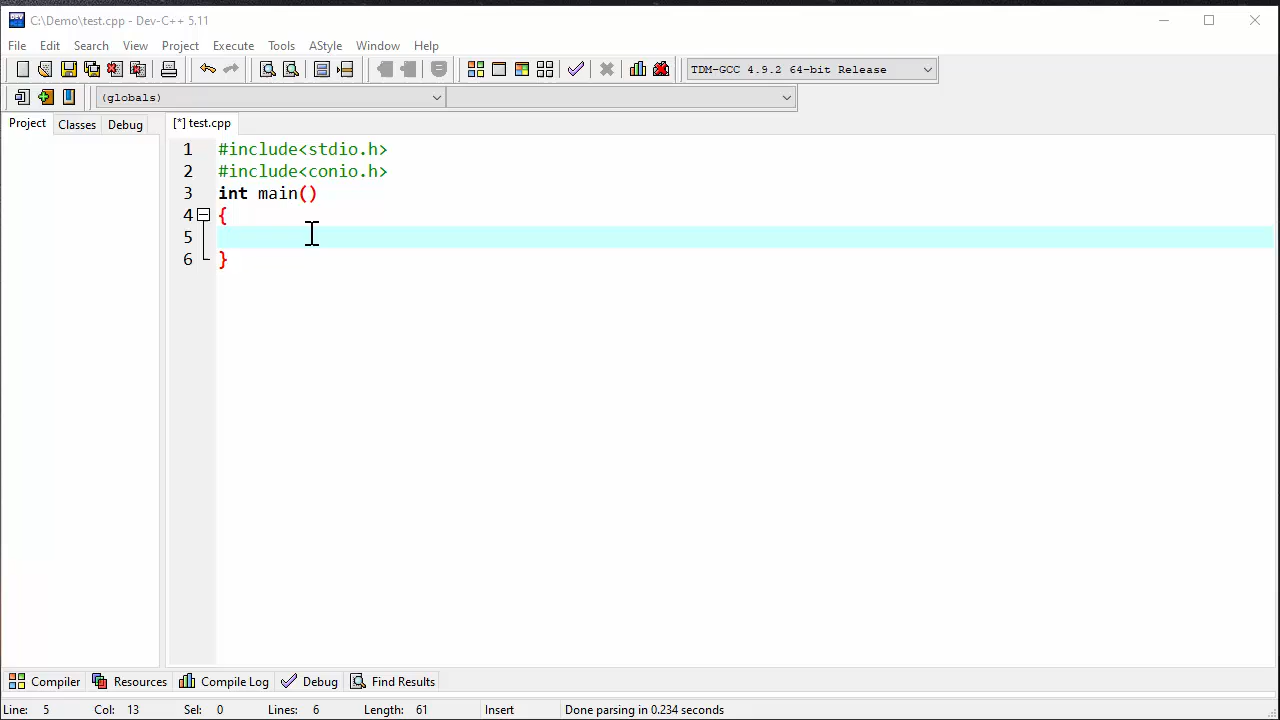 C:\Demo\test.cpp - Dev-C++ 5.11
File Edit Search View Project Execute Tools AStyle Window Help
TDM-GCC 4.9.2 64-bit Release
(globals)
Project Classes Debug [*] test.cpp
1 #include<stdio.h>
2 #include<conio.h>
3 int main()
4 {
5
6 }
Compiler Resources Compile Log Debug Find Results
Line: 5 Col: 13 Sel: 0 Lines: 6 Length: 61 Insert Done parsing in 0.234 seconds